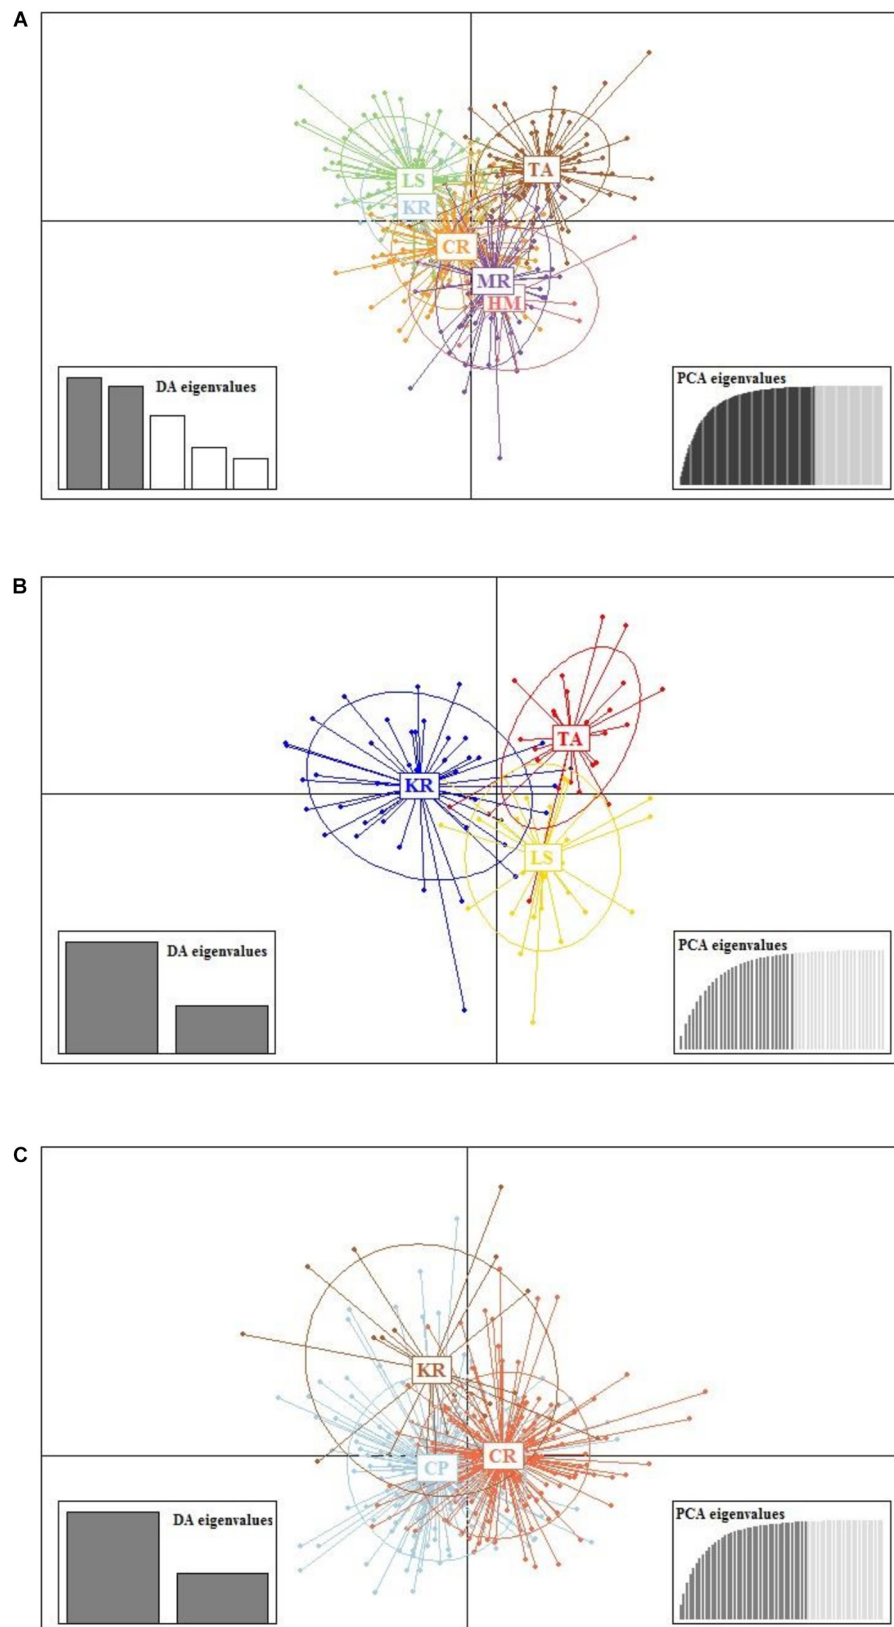 A
LS
TA
KR
CR
MR
HM
DA eigenvalues
PCA eigenvalues
B
TA
KR
LS
DA eigenvalues
PCA eigenvalues
C
KR
CR
CP
DA eigenvalues
PCA eigenvalues